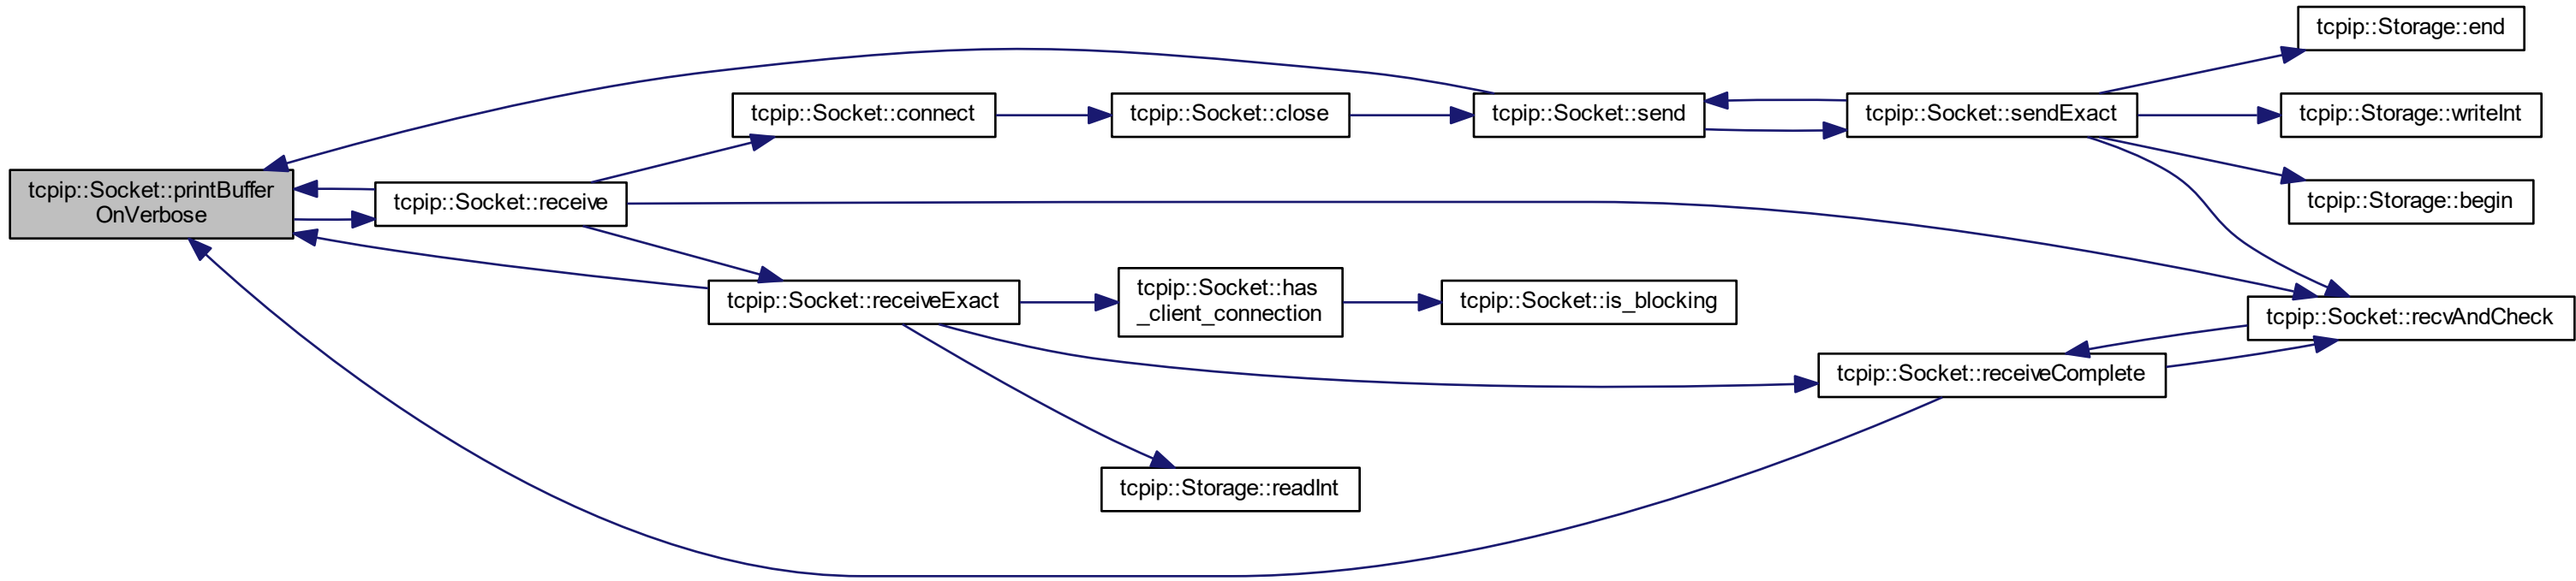 tcpip::Storage::end
tcpip::Socket::connect
tcpip::Socket::close
tcpip::Socket::send
tcpip::Socket::sendExact
tcpip::Storage::writeInt
tcpip::Socket::printBuffer
OnVerbose
tcpip::Socket::receive
tcpip::Storage::begin
tcpip::Socket::receiveExact
tcpip::Socket::has
_client_connection
tcpip::Socket::is_blocking
tcpip::Socket::recvAndCheck
tcpip::Socket::receiveComplete
tcpip::Storage::readInt